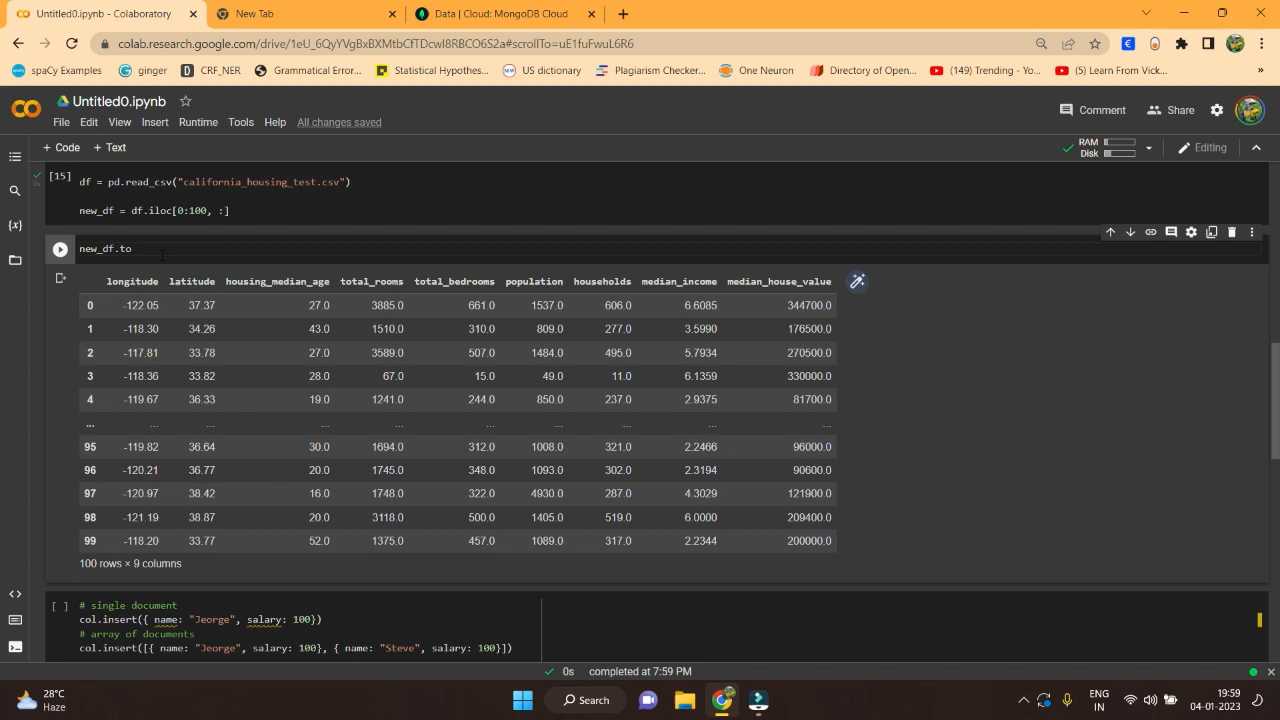 Untitled0.ipynb - Colaboratory
New Tab
Data | Cloud: MongoDB Cloud
colab.research.google.com/drive/1eU_6QyYVgBxBXMtbCfTDcwI8RBCO6S2a#scrollTo=uE1fuFwuL6R6
spaCy Examples ginger CRF_NER Grammatical Error... Statistical Hypothes... US dictionary Plagiarism Checker... One Neuron Directory of Open... (149) Trending - Yo... (5) Learn From Vick...
Untitled0.ipynb
Comment Share
File Edit View Insert Runtime Tools Help All changes saved
+ Code + Text
RAM
Disk
Editing
[15] df = pd.read_csv("california_housing_test.csv")
new_df = df.iloc[0:100, :]
new_df.to
longitude latitude housing_median_age total_rooms total_bedrooms population households median_income median_house_value
0 -122.05 37.37 27.0 3885.0 661.0 1537.0 606.0 6.6085 344700.0
1 -118.30 34.26 43.0 1510.0 310.0 809.0 277.0 3.5990 176500.0
2 -117.81 33.78 27.0 3589.0 507.0 1484.0 495.0 5.7934 270500.0
3 -118.36 33.82 28.0 67.0 15.0 49.0 11.0 6.1359 330000.0
4 -119.67 36.33 19.0 1241.0 244.0 850.0 237.0 2.9375 81700.0
... ... ... ... ... ... ... ... ... ...
95 -119.82 36.64 30.0 1694.0 312.0 1008.0 321.0 2.2466 96000.0
96 -120.21 36.77 20.0 1745.0 348.0 1093.0 302.0 2.3194 90600.0
97 -120.97 38.42 16.0 1748.0 322.0 4930.0 287.0 4.3029 121900.0
98 -121.19 38.87 20.0 3118.0 500.0 1405.0 519.0 6.0000 209400.0
99 -118.20 33.77 52.0 1375.0 457.0 1089.0 317.0 2.2344 200000.0
100 rows × 9 columns
[ ] # single document
col.insert({ name: "Jeorge", salary: 100})
# array of documents
col.insert([{ name: "Jeorge", salary: 100}, { name: "Steve", salary: 100}])
0s completed at 7:59 PM
28°C
Haze
Search
ENG
IN
19:59
04-01-2023